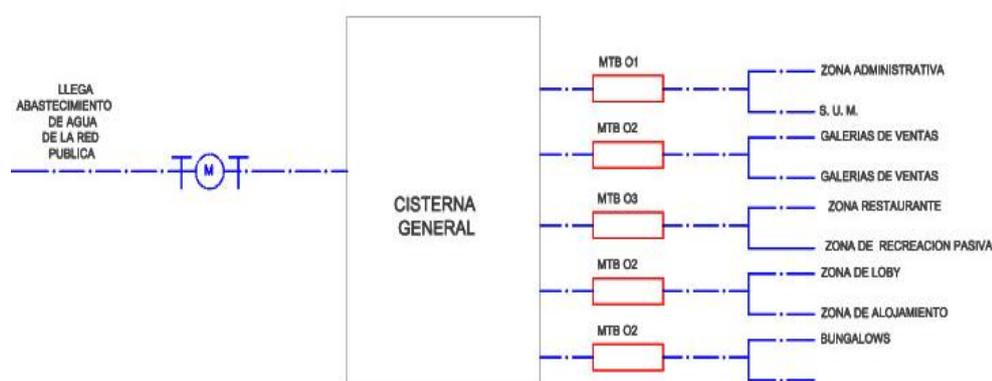 LLEGA
ABASTECIMIENTO
DE AGUA
DE LA RED
PUBLICA
M
CISTERNA
GENERAL
MTB O1
ZONA ADMINISTRATIVA
S. U. M.
MTB O2
GALERIAS DE VENTAS
GALERIAS DE VENTAS
MTB O3
ZONA RESTAURANTE
ZONA DE RECREACION PASIVA
MTB O2
ZONA DE LOBY
ZONA DE ALOJAMIENTO
MTB O2
BUNGALOWS